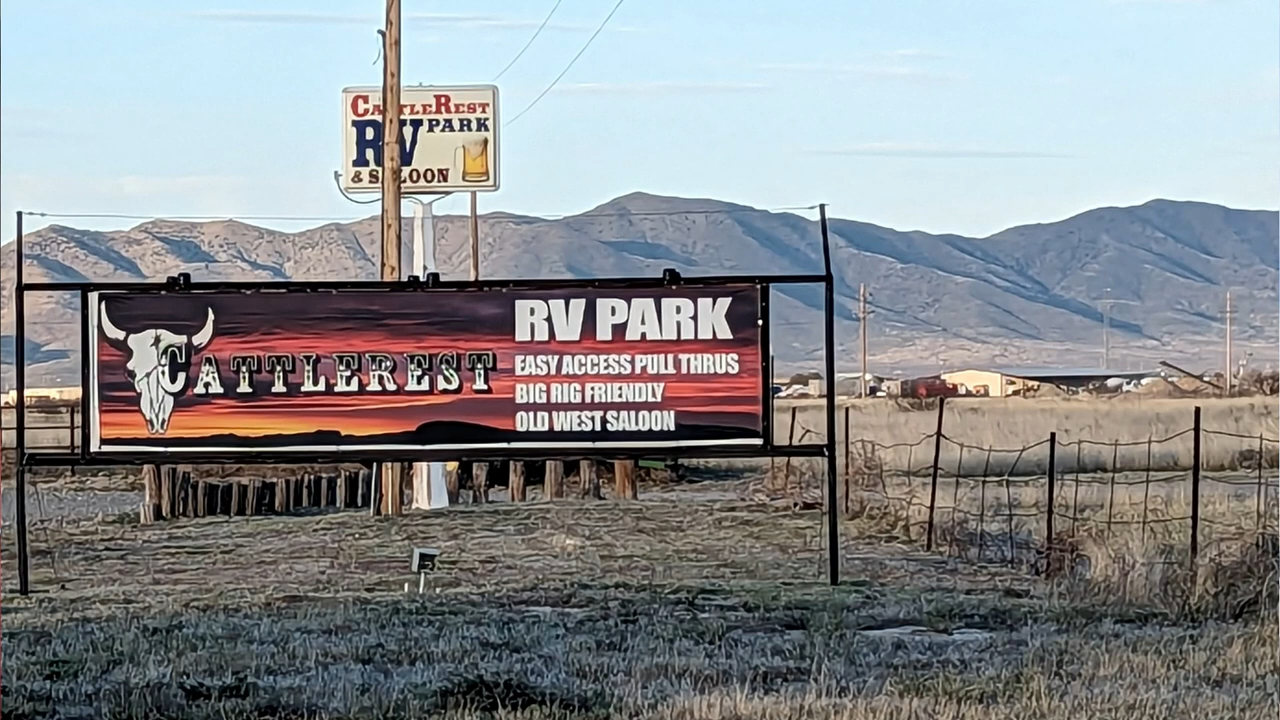 CATTLEREST
RV PARK
& SALOON
CATTLEREST
RV PARK
EASY ACCESS PULL THRUS
BIG RIG FRIENDLY
OLD WEST SALOON